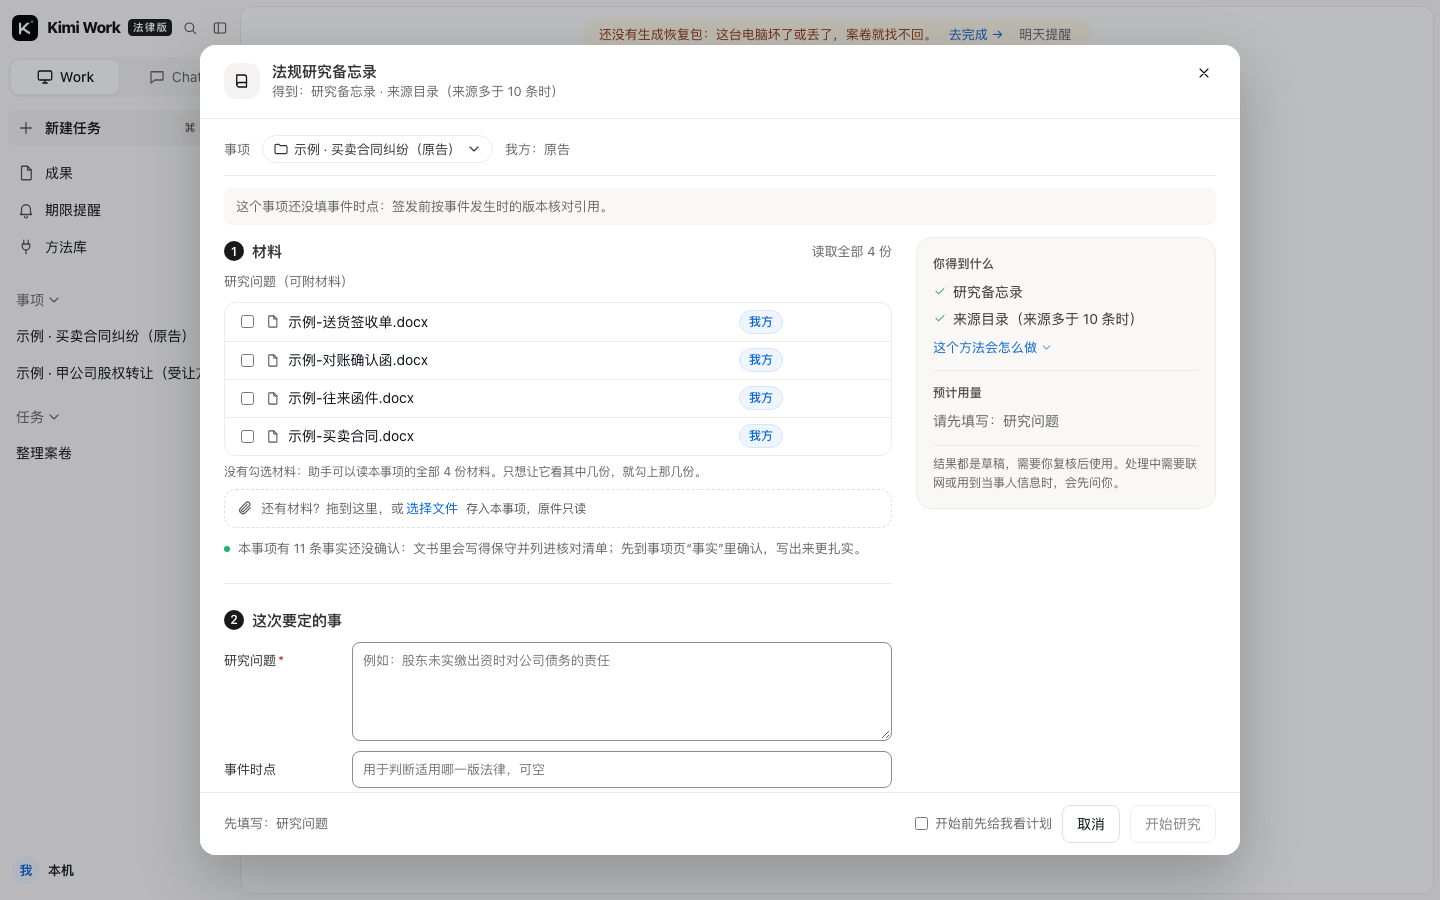 Kimi Work 法律版
还没有生成恢复包：这台电脑坏了或丢了，案卷就找不回。 去完成 → 明天提醒
Work
Chat
新建任务 ⌘
成果
期限提醒
方法库
事项
示例 · 买卖合同纠纷（原告）
示例 · 甲公司股权转让（受让
任务
整理案卷
我 本机
法规研究备忘录
得到：研究备忘录 · 来源目录（来源多于 10 条时）
事项 示例 · 买卖合同纠纷（原告） 我方：原告
这个事项还没填事件时点：签发前按事件发生时的版本核对引用。
1 材料 读取全部 4 份
研究问题（可附材料）
示例-送货签收单.docx 我方
示例-对账确认函.docx 我方
示例-往来函件.docx 我方
示例-买卖合同.docx 我方
没有勾选材料：助手可以读本事项的全部 4 份材料。只想让它看其中几份，就勾上那几份。
还有材料？拖到这里，或 选择文件 存入本事项，原件只读
本事项有 11 条事实还没确认：文书里会写得保守并列进核对清单；先到事项页“事实”里确认，写出来更扎实。
2 这次要定的事
研究问题 *
例如：股东未实缴出资时对公司债务的责任
事件时点
用于判断适用哪一版法律，可空
你得到什么
研究备忘录
来源目录（来源多于 10 条时）
这个方法会怎么做
预计用量
请先填写：研究问题
结果都是草稿，需要你复核后使用。处理中需要联
网或用到当事人信息时，会先问你。
先填写：研究问题
开始前先给我看计划 取消 开始研究